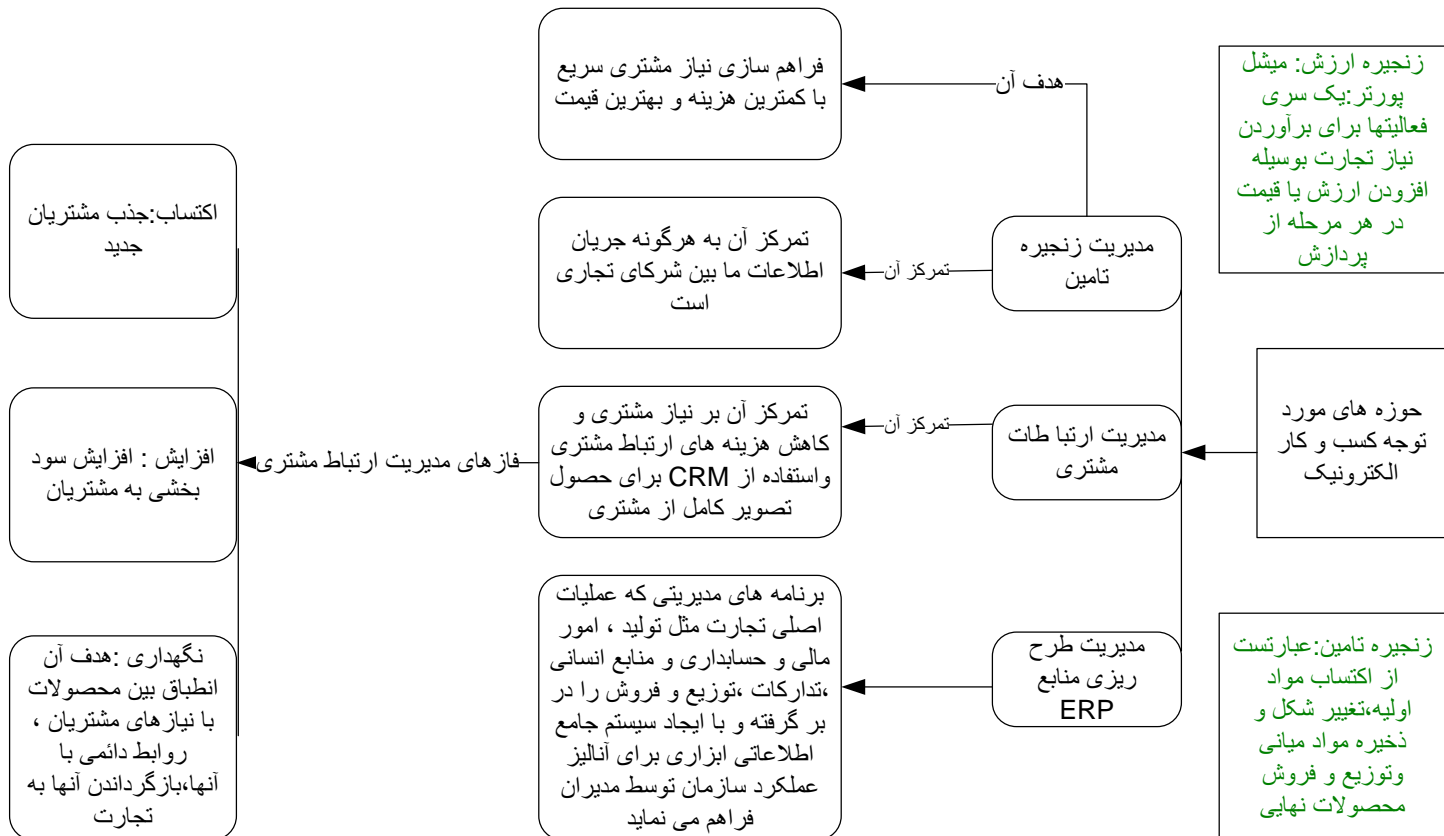 زنجیره ارزش: میشل
پورتر:یک سری
فعالیتها برای برآوردن
نیاز تجارت بوسیله
افزودن ارزش یا قیمت
در هر مرحله از
پردازش
حوزه های مورد
توجه کسب و کار
الکترونیک
زنجیره تامین:عبارتست
از اکتساب مواد
اولیه،تغییر شکل و
ذخیره مواد میانی
وتوزیع و فروش
محصولات نهایی
مدیریت زنجیره
تامین
هدف آن
فراهم سازی نیاز مشتری سریع
با کمترین هزینه و بهترین قیمت
تمرکز آن
تمرکز آن به هرگونه جریان
اطلاعات ما بین شرکای تجاری
است
مدیریت ارتبا طات
مشتری
تمرکز آن
تمرکز آن بر نیاز مشتری و
کاهش هزینه های ارتباط مشتری
واستفاده از CRM برای حصول
تصویر کامل از مشتری
فازهای مدیریت ارتباط مشتری
اکتساب:جذب مشتریان
جدید
افزایش : افزایش سود
بخشی به مشتریان
نگهداری :هدف آن
انطباق بین محصولات
با نیازهای مشتریان ،
روابط دائمی با
آنها،بازگرداندن آنها به
تجارت
مدیریت طرح
ریزی منابع
ERP
برنامه های مدیریتی که عملیات
اصلی تجارت مثل تولید ، امور
مالی و حسابداری و منابع انسانی
،تدارکات ،توزیع و فروش را در
بر گرفته و با ایجاد سیستم جامع
اطلاعاتی ابزاری برای آنالیز
عملکرد سازمان توسط مدیران
فراهم می نماید